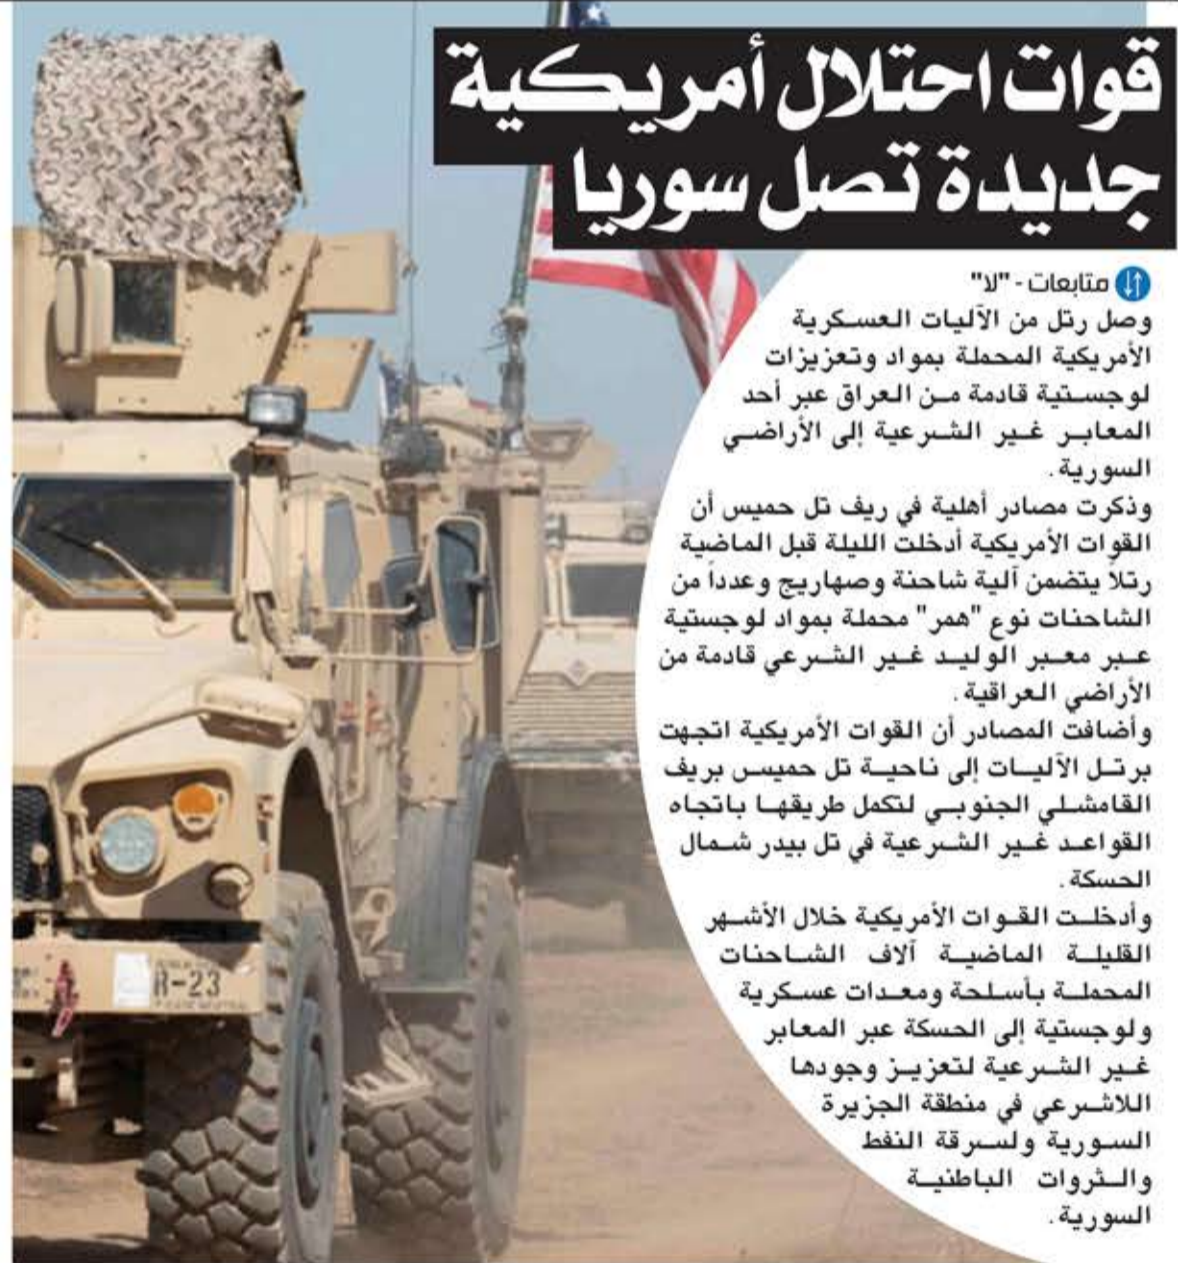 قوات احتلال أمريكية
جديدة تصل سوريا
متابعات - "لا"
وصل رتل من الآليات العسكرية
الأمريكية المحملة بمواد وتعزيزات
لوجستية قادمة من العراق عبر أحد
المعابر غير الشرعية إلى الأراضي
السورية.
وذكرت مصادر أهلية في ريف تل حميس أن
القوات الأمريكية أدخلت الليلة قبل الماضية
رتلاً يتضمن آلية شاحنة وصهاريج وعدداً من
الشاحنات نوع "همر" محملة بمواد لوجستية
عبر معبر الوليد غير الشرعي قادمة من
الأراضي العراقية.
وأضافت المصادر أن القوات الأمريكية اتجهت
برتل الآليات إلى ناحية تل حميس بريف
القامشلي الجنوبي لتكمل طريقها باتجاه
القواعد غير الشرعية في تل بيدر شمال
الحسكة.
وأدخلت القوات الأمريكية خلال الأشهر
القليلة الماضية آلاف الشاحنات
المحملة بأسلحة ومعدات عسكرية
ولوجستية إلى الحسكة عبر المعابر
غير الشرعية لتعزيز وجودها
اللاشرعي في منطقة الجزيرة
السورية ولسرقة النفط
والثروات الباطنية
السورية.
R-23